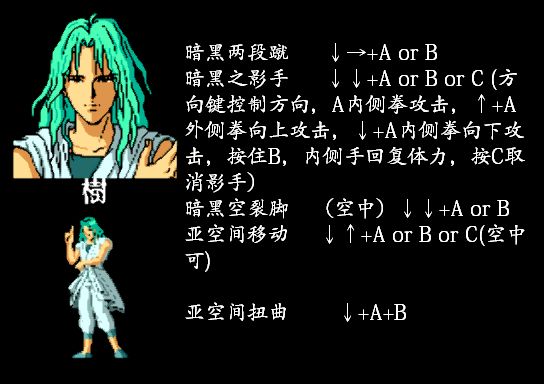 暗黑两段蹴 ↓→+A or B
暗黑之影手 ↓↓+A or B or C (方
向键控制方向，A内侧拳攻击，↑+A
外侧拳向上攻击，↓+A内侧拳向下攻
击，按住B，内侧手回复体力，按C取
消影手）
暗黑空裂脚 （空中）↓↓+A or B
亚空间移动 ↓↑+A or B or C(空中
可)
亚空间扭曲 ↓+A+B
樹